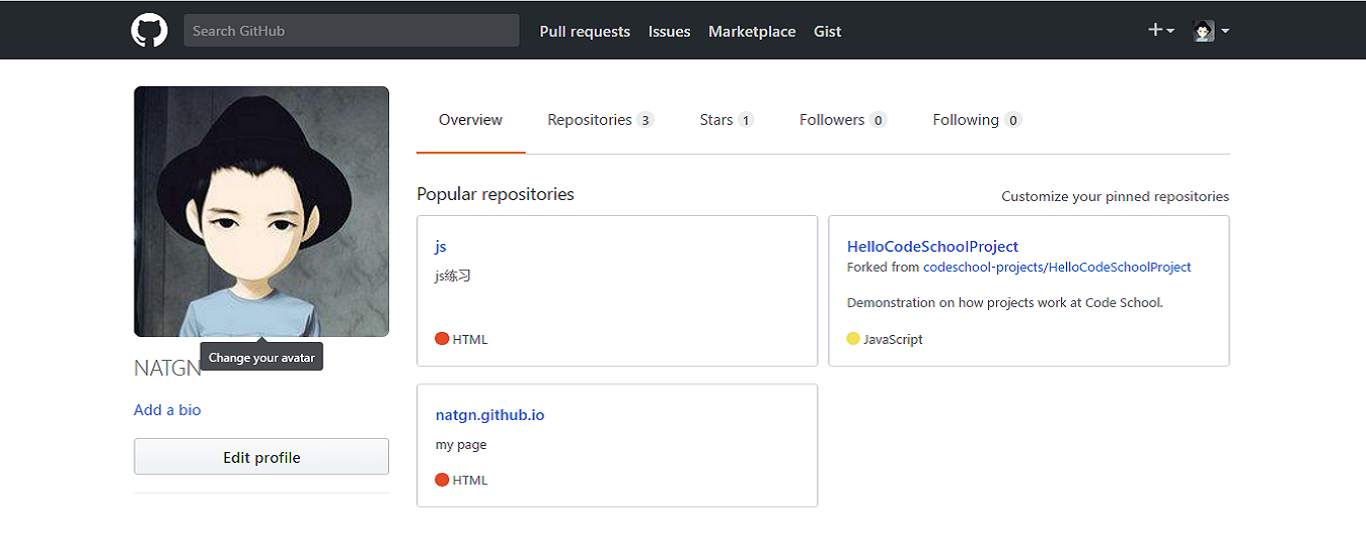 Search GitHub Pull requests Issues Marketplace Gist
Overview Repositories 3 Stars 1 Followers 0 Following 0
Popular repositories Customize your pinned repositories
js
js练习
HTML
HelloCodeSchoolProject
Forked from codeschool-projects/HelloCodeSchoolProject
Demonstration on how projects work at Code School.
JavaScript
natgn.github.io
my page
HTML
Change your avatar
NATGN
Add a bio
Edit profile